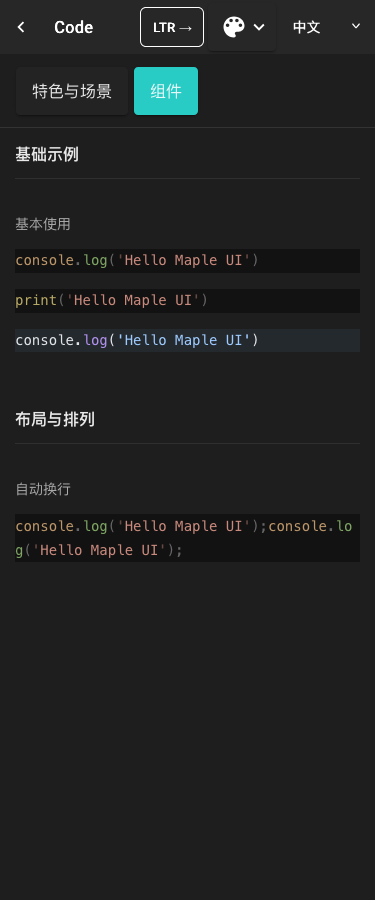 Code
LTR→
中文
特色与场景
组件
基础示例
基本使用
console.log('Hello Maple UI')
print('Hello Maple UI')
console.log('Hello Maple UI')
布局与排列
自动换行
console.log('Hello Maple UI');console.lo
g('Hello Maple UI');